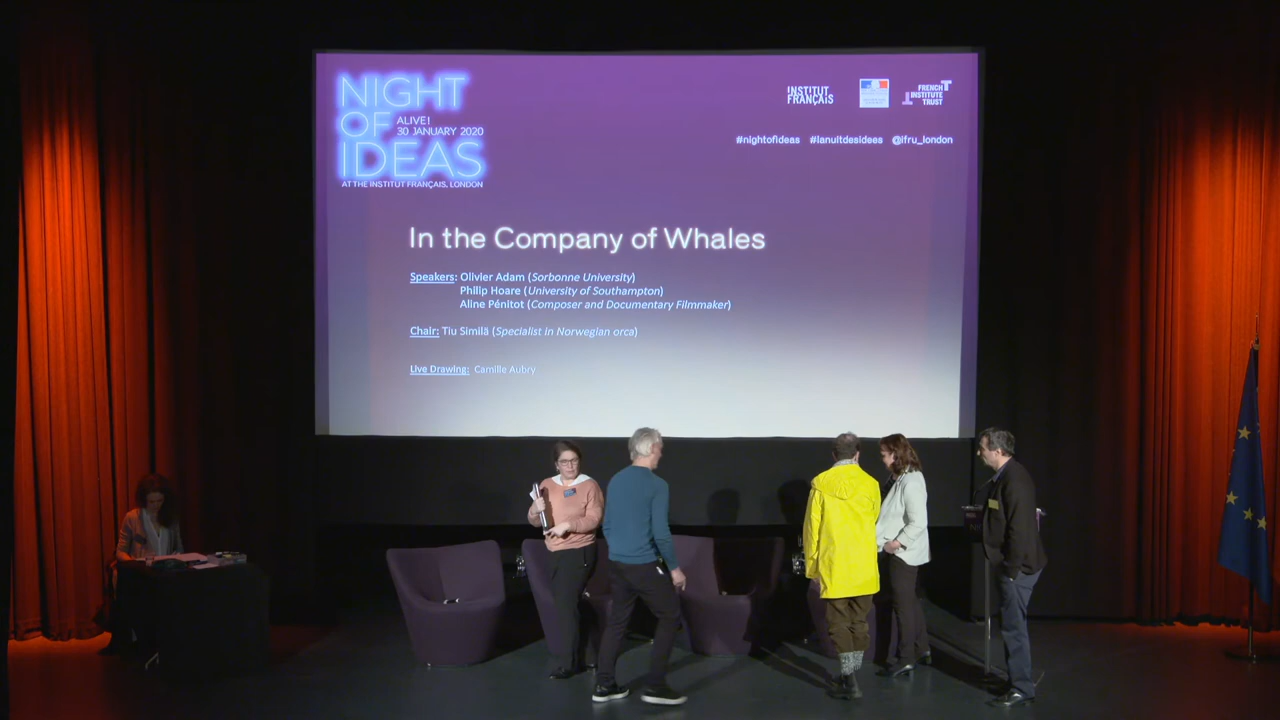 NIGHT
OF
ALIVE!
30 JANUARY 2020
IDEAS
AT THE INSTITUT FRANÇAIS, LONDON
INSTITUT
FRANÇAIS
FRENCH
INSTITUTE
TRUST
#nightofideas #lanuitdesidees @ifru_london
In the Company of Whales
Speakers: Olivier Adam (Sorbonne University)
Philip Hoare (University of Southampton)
Aline Pénitot (Composer and Documentary Filmmaker)
Chair: Tiu Similä (Specialist in Norwegian orca)
Live Drawing: Camille Aubry